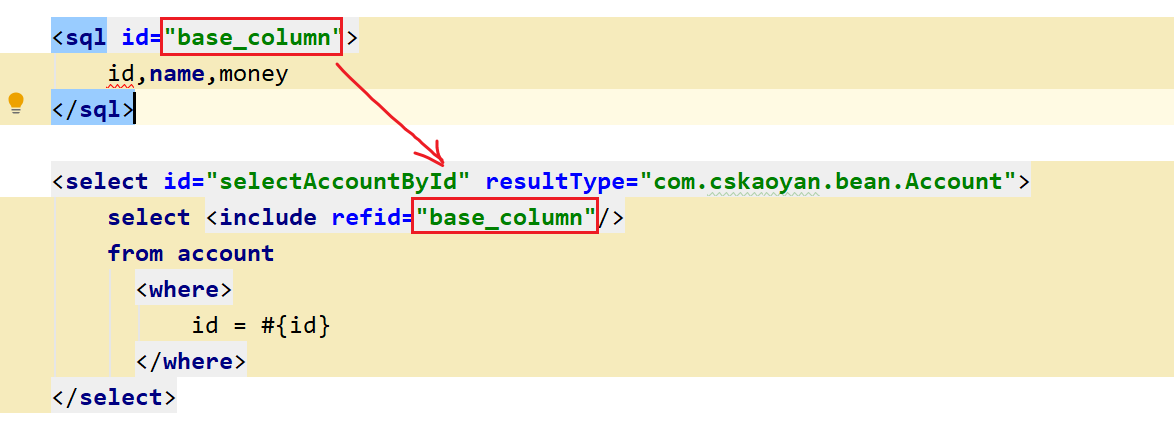 <sql id="base_column">
id,name,money
</sql>
<select id="selectAccountById" resultType="com.cskaoyan.bean.Account">
select <include refid="base_column"/>
from account
<where>
id = #{id}
</where>
</select>